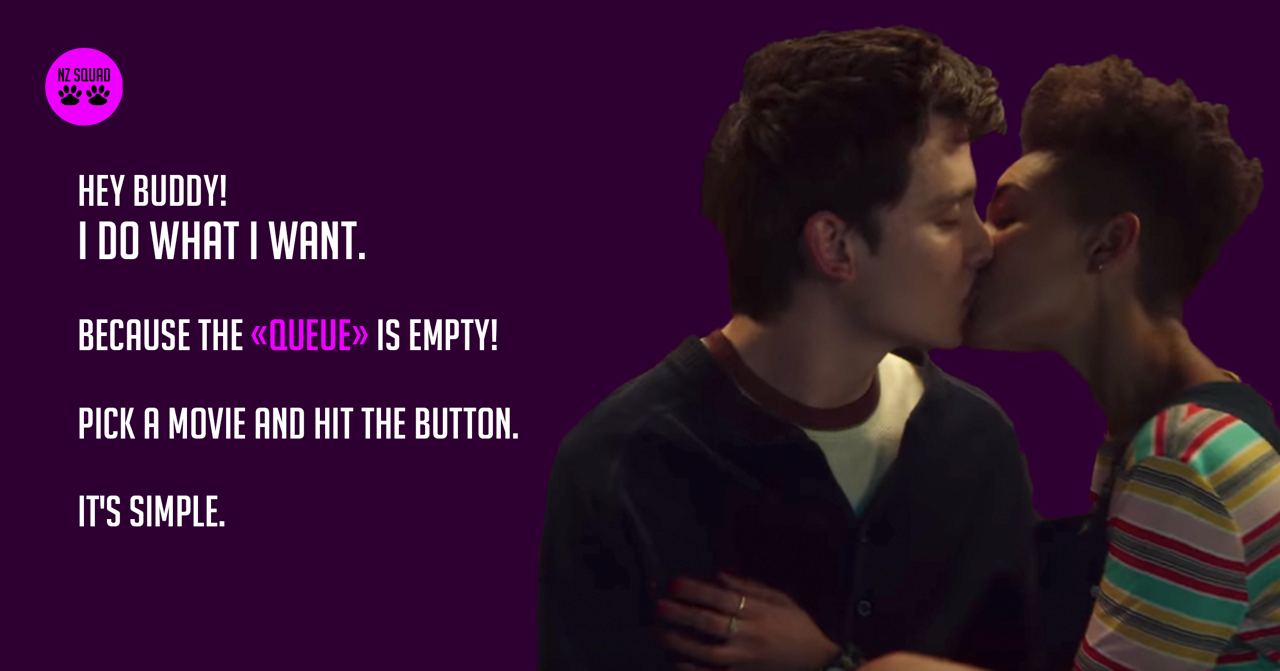 NZ SQUAD
HEY BUDDY!
I DO WHAT I WANT.
BECAUSE THE «QUEUE» IS EMPTY!
PICK A MOVIE AND HIT THE BUTTON.
IT'S SIMPLE.